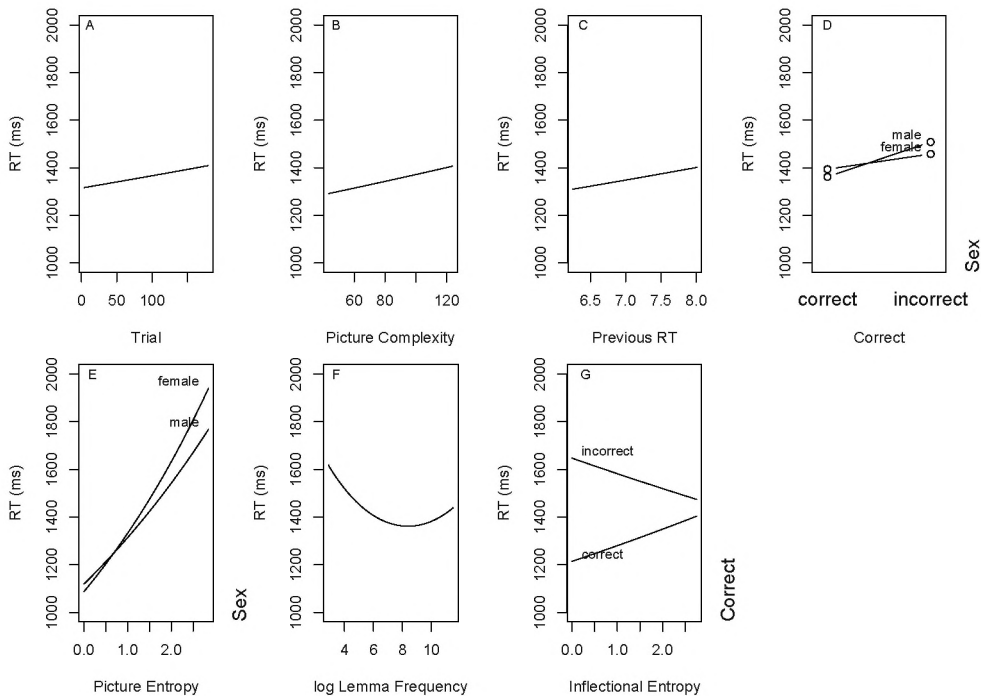 A
RT (ms)
1000 1200 1400 1600 1800 2000
0 50 100
Trial
B
RT (ms)
1000 1200 1400 1600 1800 2000
60 80 100 120
Picture Complexity
C
RT (ms)
1000 1200 1400 1600 1800 2000
6.5 7.0 7.5 8.0
Previous RT
D
RT (ms)
1000 1200 1400 1600 1800 2000
male
female
correct incorrect
Correct
Sex
E
RT (ms)
1000 1200 1400 1600 1800 2000
female
male
0.0 1.0 2.0
Picture Entropy
Sex
F
RT (ms)
1000 1200 1400 1600 1800 2000
4 6 8 10
log Lemma Frequency
G
RT (ms)
1000 1200 1400 1600 1800 2000
incorrect
correct
0.0 1.0 2.0
Inflectional Entropy
Correct